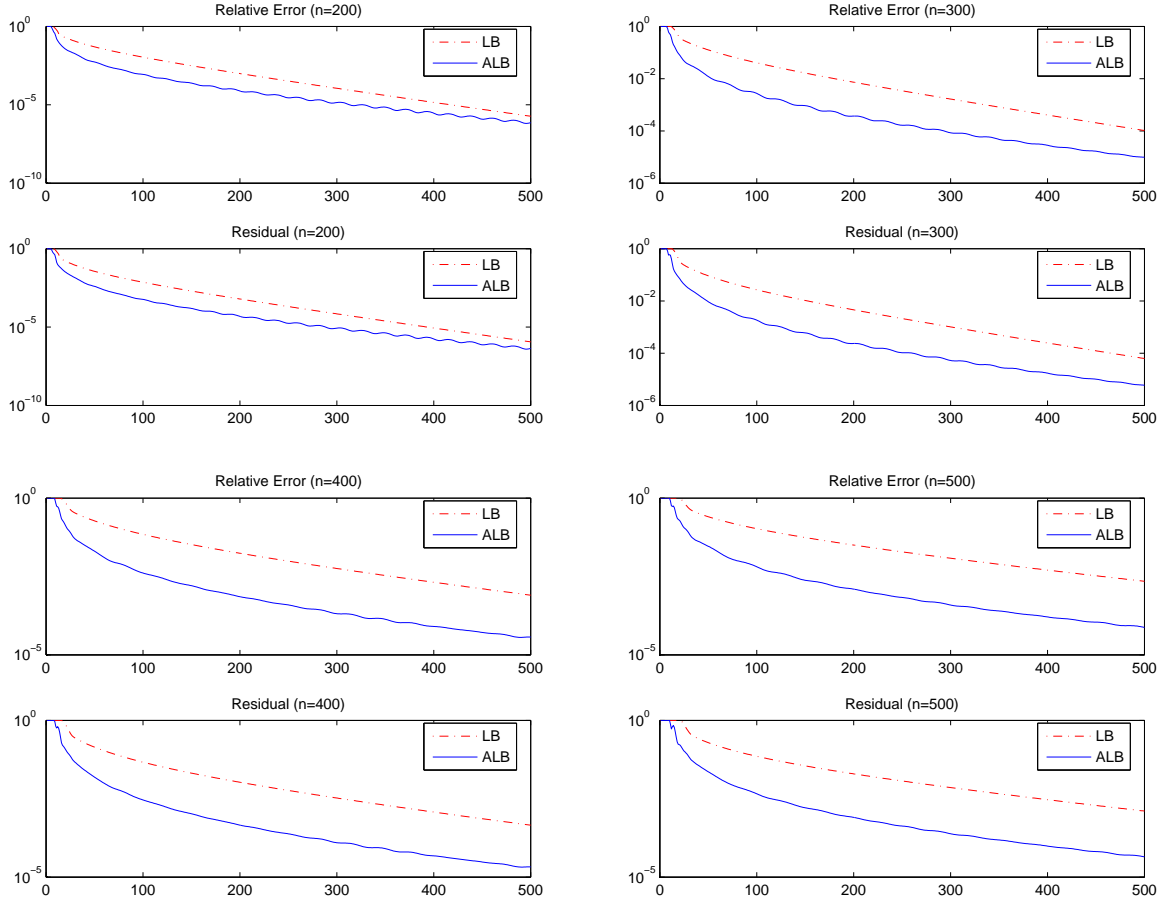 Relative Error (n=200)
10^0
10^-5
10^-10
0 100 200 300 400 500
LB
ALB
Relative Error (n=300)
10^0
10^-2
10^-4
10^-6
0 100 200 300 400 500
LB
ALB
Residual (n=200)
10^0
10^-5
10^-10
0 100 200 300 400 500
LB
ALB
Residual (n=300)
10^0
10^-2
10^-4
10^-6
0 100 200 300 400 500
LB
ALB
Relative Error (n=400)
10^0
10^-5
0 100 200 300 400 500
LB
ALB
Relative Error (n=500)
10^0
10^-5
0 100 200 300 400 500
LB
ALB
Residual (n=400)
10^0
10^-5
0 100 200 300 400 500
LB
ALB
Residual (n=500)
10^0
10^-5
0 100 200 300 400 500
LB
ALB